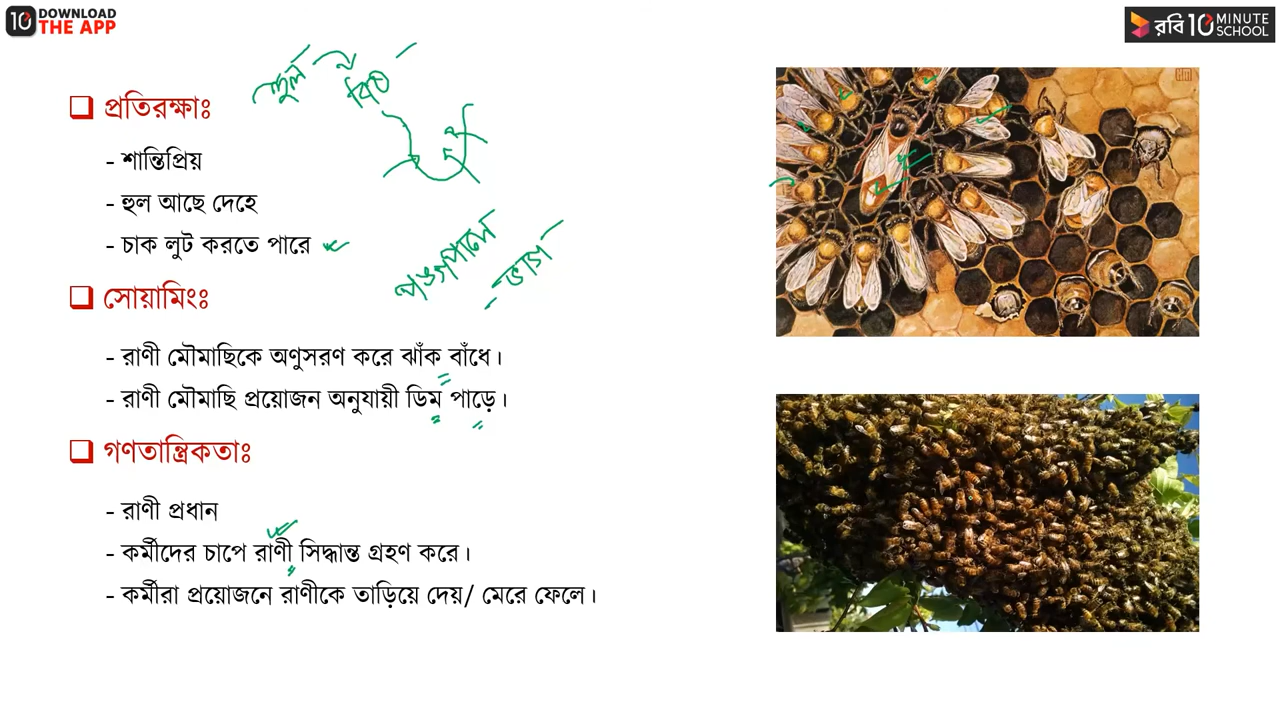 10 DOWNLOAD
THE APP
রবি 10 MINUTE
SCHOOL
হুল
বিষ
প্রতিরক্ষাঃ
- শান্তিপ্রিয়
- হুল আছে দেহে
- চাক লুট করতে পারে
সোয়ামিংঃ
- রাণী মৌমাছিকে অণুসরণ করে ঝাঁক বাঁধে।
- রাণী মৌমাছি প্রয়োজন অনুযায়ী ডিম পাড়ে।
গণতান্ত্রিকতাঃ
- রাণী প্রধান
- কর্মীদের চাপে রাণী সিদ্ধান্ত গ্রহণ করে।
- কর্মীরা প্রয়োজনে রাণীকে তাড়িয়ে দেয়/ মেরে ফেলে।